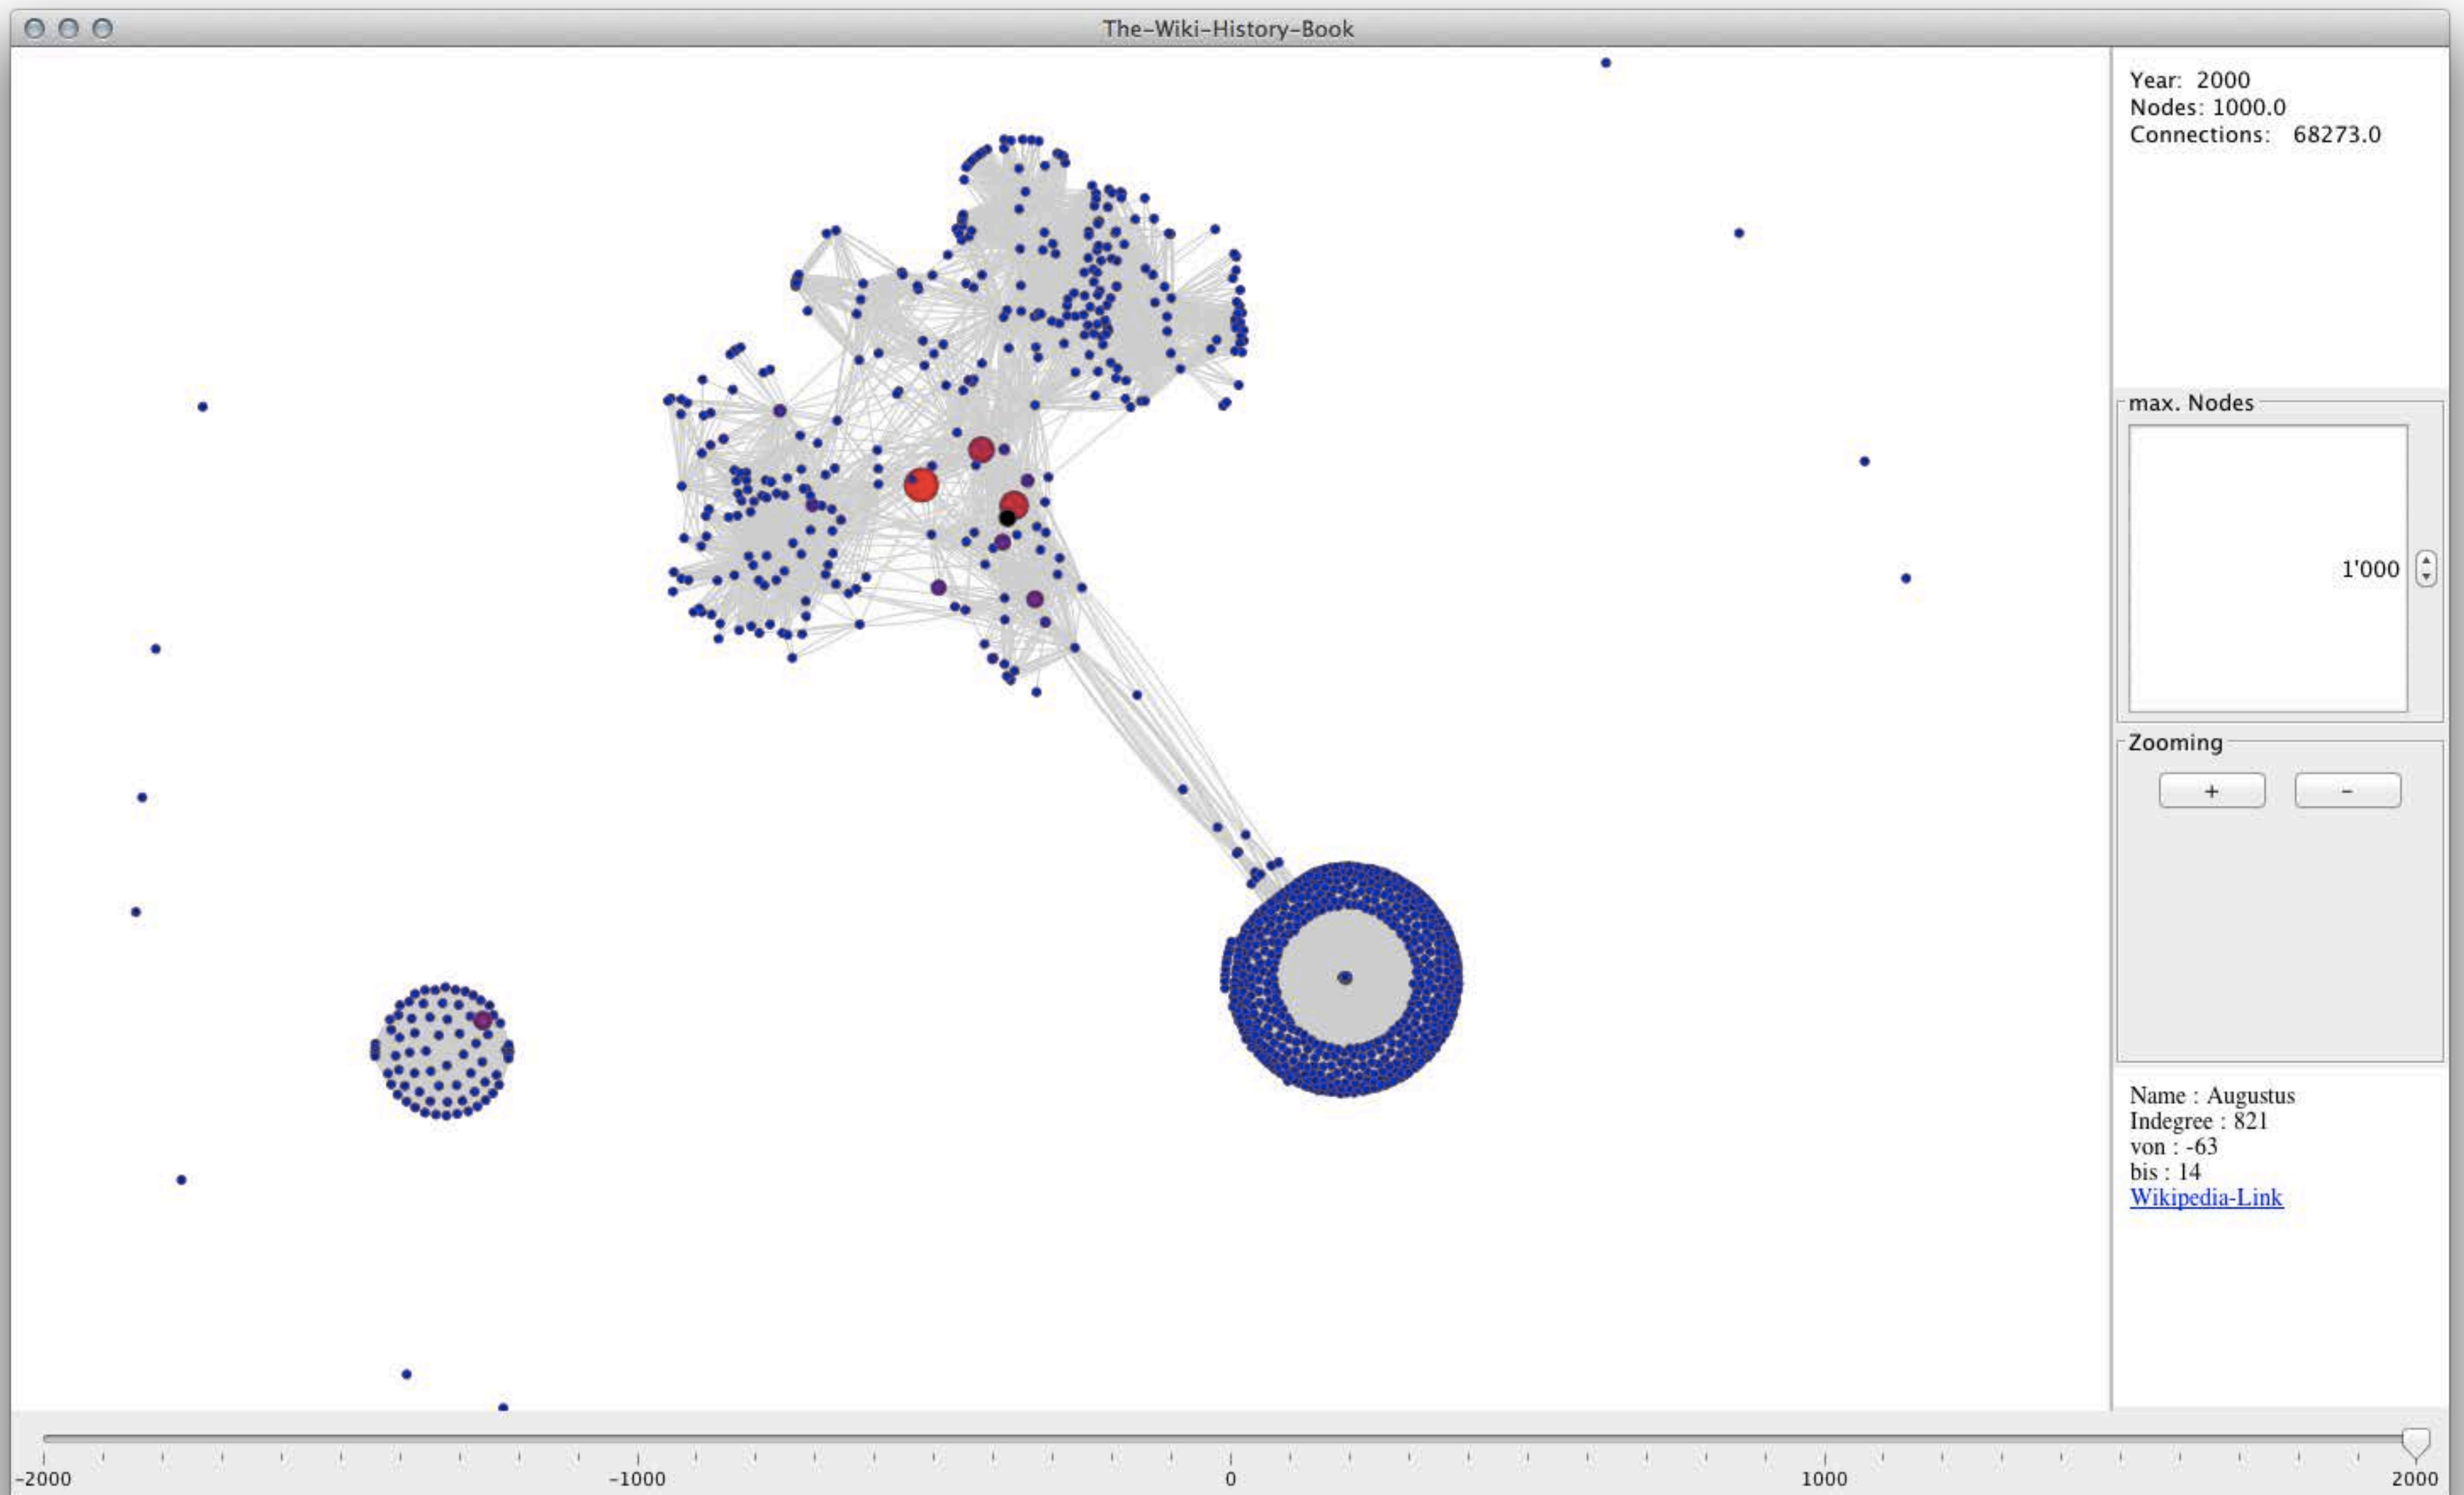 The-Wiki-History-Book
Year: 2000
Nodes: 1000.0
Connections: 68273.0
max. Nodes
1'000
Zooming
+ -
Name : Augustus
Indegree : 821
von : -63
bis : 14
Wikipedia-Link
-2000 -1000 0 1000 2000